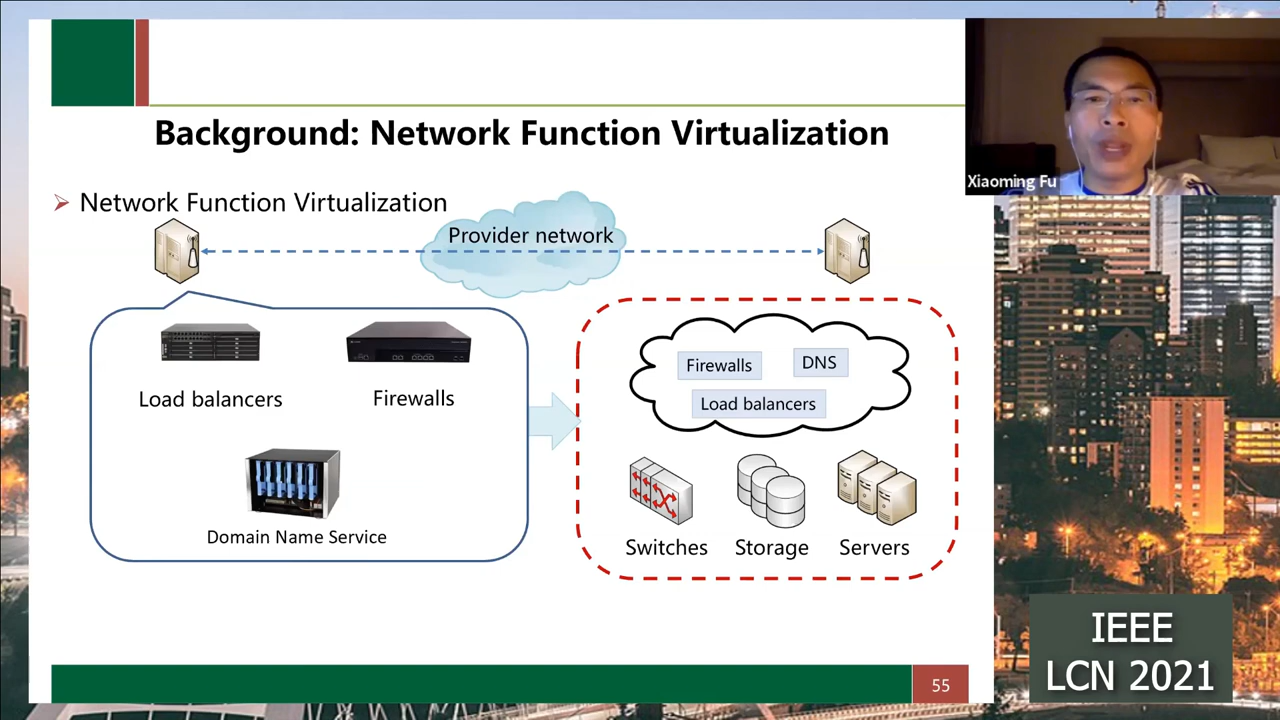 Background: Network Function Virtualization
Xiaoming Fu
Network Function Virtualization
Provider network
Load balancers
Firewalls
Domain Name Service
Firewalls
DNS
Load balancers
Switches
Storage
Servers
IEEE
LCN 2021
55